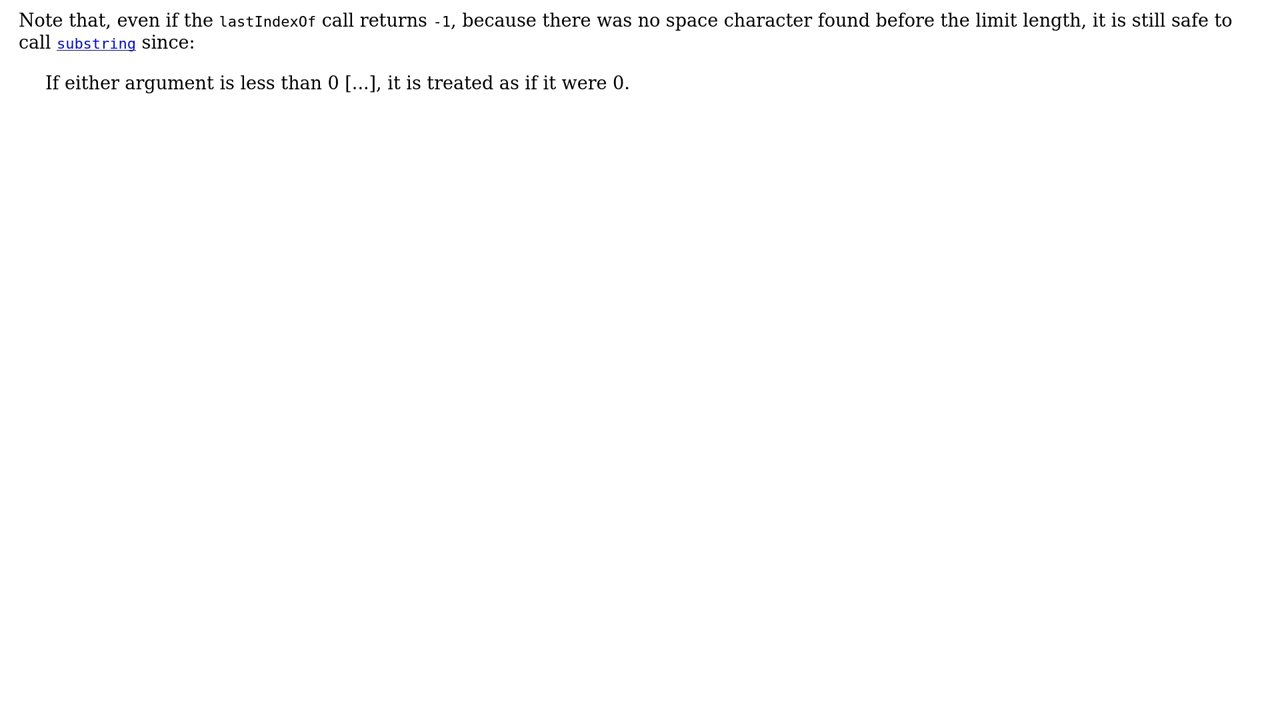 Note that, even if the lastIndexOf call returns -1, because there was no space character found before the limit length, it is still safe to
call substring since:
If either argument is less than 0 [...], it is treated as if it were 0.